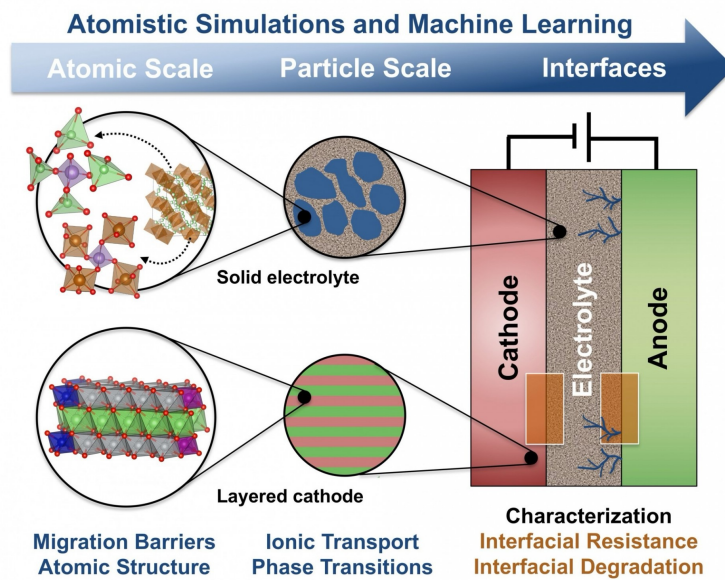 Atomistic Simulations and Machine Learning
Atomic Scale
Particle Scale
Interfaces
Solid electrolyte
Cathode
Electrolyte
Anode
Layered cathode
Migration Barriers
Atomic Structure
Ionic Transport
Phase Transitions
Characterization
Interfacial Resistance
Interfacial Degradation